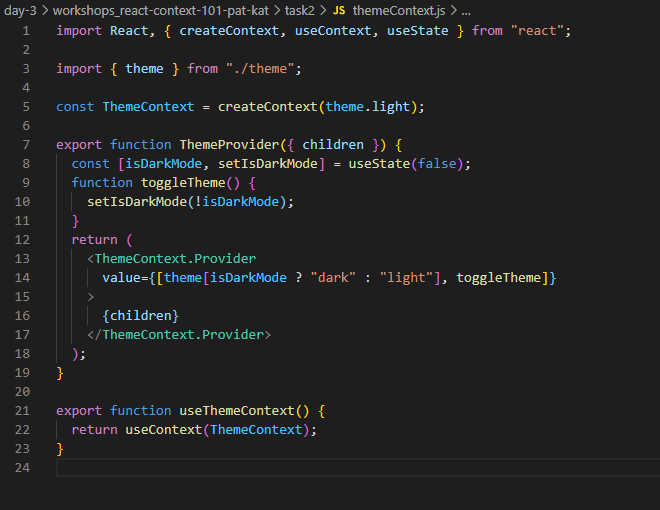 day-3 > workshops_react-context-101-pat-kat > task2 > JS themeContext.js > ...
1 import React, { createContext, useContext, useState } from "react";
2
3 import { theme } from "./theme";
4
5 const ThemeContext = createContext(theme.light);
6
7 export function ThemeProvider({ children }) {
8   const [isDarkMode, setIsDarkMode] = useState(false);
9   function toggleTheme() {
10     setIsDarkMode(!isDarkMode);
11   }
12   return (
13     <ThemeContext.Provider
14       value={[theme[isDarkMode ? "dark" : "light"], toggleTheme]}
15     >
16       {children}
17     </ThemeContext.Provider>
18   );
19 }
20
21 export function useThemeContext() {
22   return useContext(ThemeContext);
23 }
24